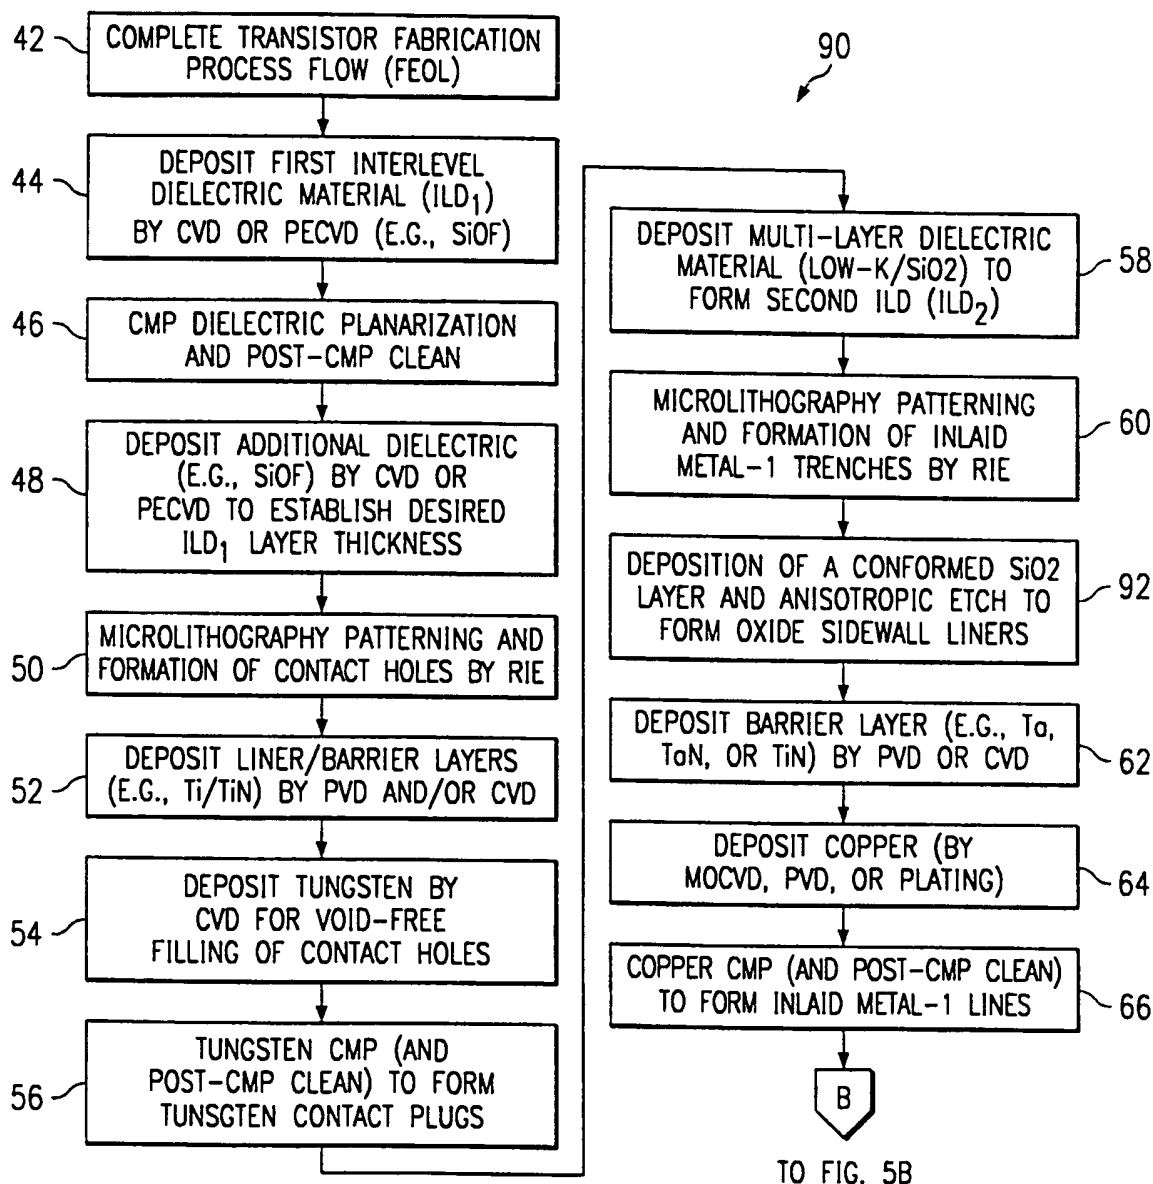 42
COMPLETE TRANSISTOR FABRICATION
PROCESS FLOW (FEOL)
44
DEPOSIT FIRST INTERLEVEL
DIELECTRIC MATERIAL (ILD1)
BY CVD OR PECVD (E.G., SiOF)
46
CMP DIELECTRIC PLANARIZATION
AND POST-CMP CLEAN
48
DEPOSIT ADDITIONAL DIELECTRIC
(E.G., SiOF) BY CVD OR
PECVD TO ESTABLISH DESIRED
ILD1 LAYER THICKNESS
50
MICROLITHOGRAPHY PATTERNING AND
FORMATION OF CONTACT HOLES BY RIE
52
DEPOSIT LINER/BARRIER LAYERS
(E.G., Ti/TiN) BY PVD AND/OR CVD
54
DEPOSIT TUNGSTEN BY
CVD FOR VOID-FREE
FILLING OF CONTACT HOLES
56
TUNGSTEN CMP (AND
POST-CMP CLEAN) TO FORM
TUNSGTEN CONTACT PLUGS
90
DEPOSIT MULTI-LAYER DIELECTRIC
MATERIAL (LOW-K/SiO2) TO
FORM SECOND ILD (ILD2)
58
MICROLITHOGRAPHY PATTERNING
AND FORMATION OF INLAID
METAL-1 TRENCHES BY RIE
60
DEPOSITION OF A CONFORMED SiO2
LAYER AND ANISOTROPIC ETCH TO
FORM OXIDE SIDEWALL LINERS
92
DEPOSIT BARRIER LAYER (E.G., Ta,
TaN, OR TiN) BY PVD OR CVD
62
DEPOSIT COPPER (BY
MOCVD, PVD, OR PLATING)
64
COPPER CMP (AND POST-CMP CLEAN)
TO FORM INLAID METAL-1 LINES
66
B
TO FIG. 5B